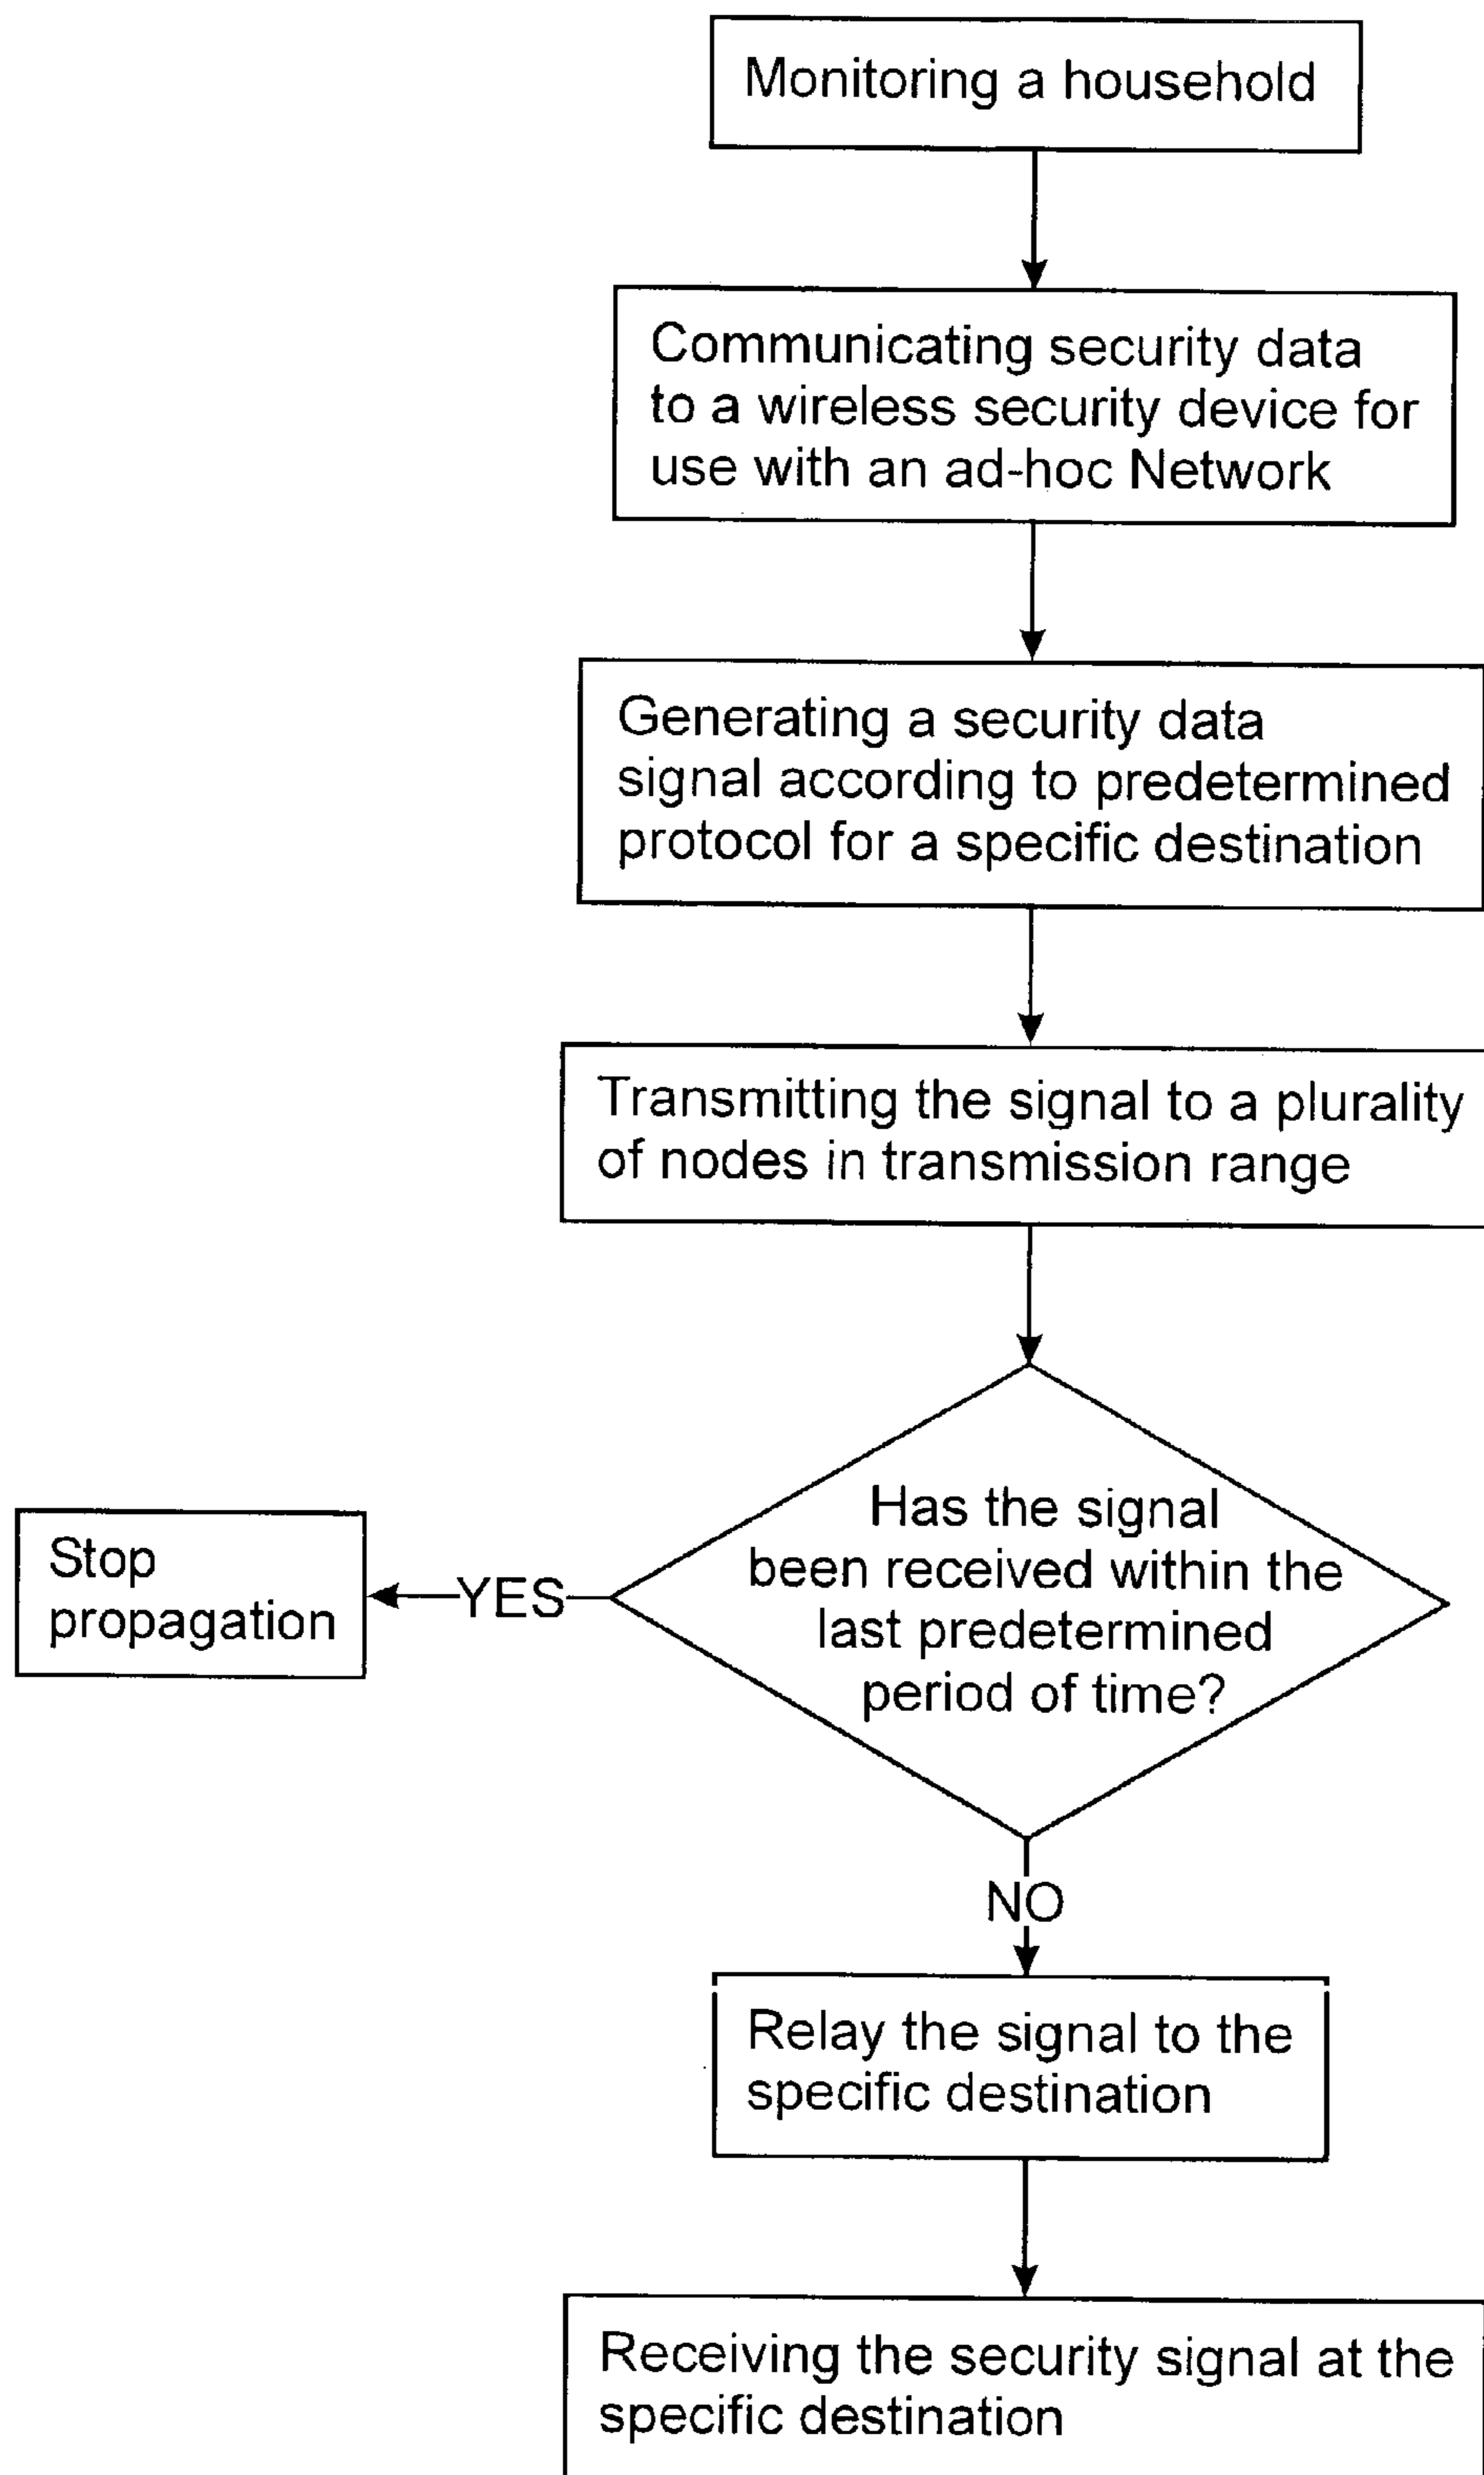 Monitoring a household
Communicating security data
to a wireless security device for
use with an ad-hoc Network
Generating a security data
signal according to predetermined
protocol for a specific destination
Transmitting the signal to a plurality
of nodes in transmission range
Has the signal
been received within the
last predetermined
period of time?
YES
Stop
propagation
NO
Relay the signal to the
specific destination
Receiving the security signal at the
specific destination